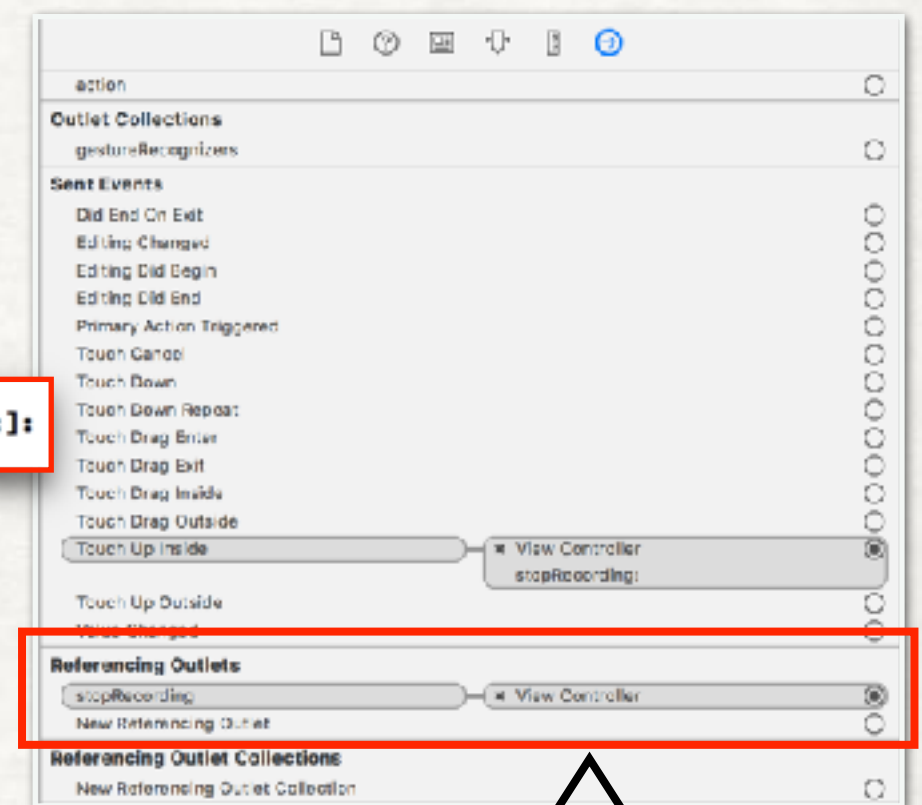 action
Outlet Collections
gestureRecognizers
Sent Events
Did End On Exit
Editing Changed
Editing Did Begin
Editing Did End
Primary Action Triggered
Touch Cancel
Touch Down
]:
Touch Down Repeat
Touch Drag Enter
Touch Drag Exit
Touch Drag Inside
Touch Drag Outside
Touch Up Inside
View Controller
stopRecording:
Touch Up Outside
Value Changed
Referencing Outlets
stopRecording
View Controller
New Referencing Outlet
Referencing Outlet Collections
New Referencing Outlet Collection